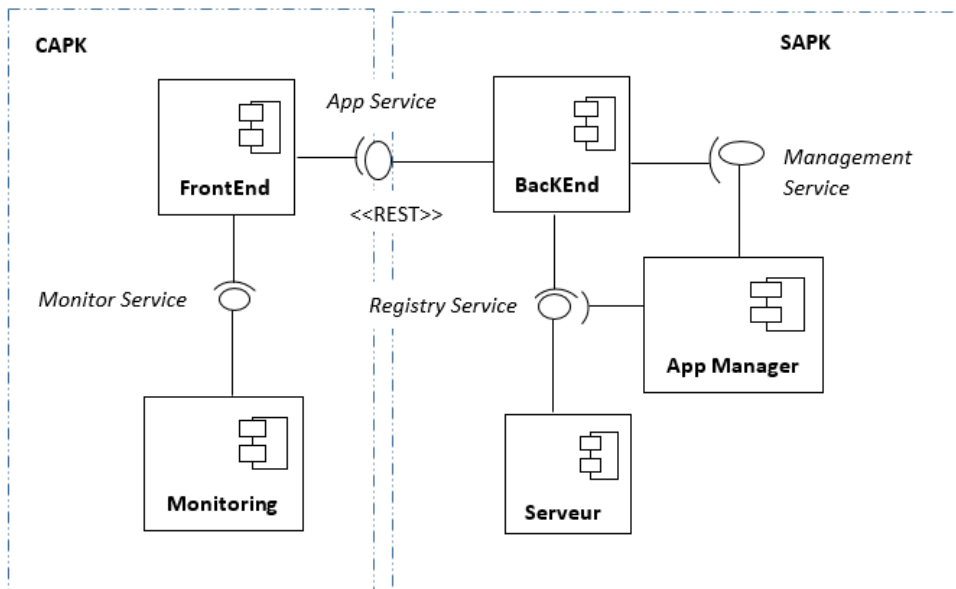 CAPK
SAPK
App Service
FrontEnd
<<REST>>
BacKEnd
Management
Service
Monitor Service
Registry Service
App Manager
Monitoring
Serveur